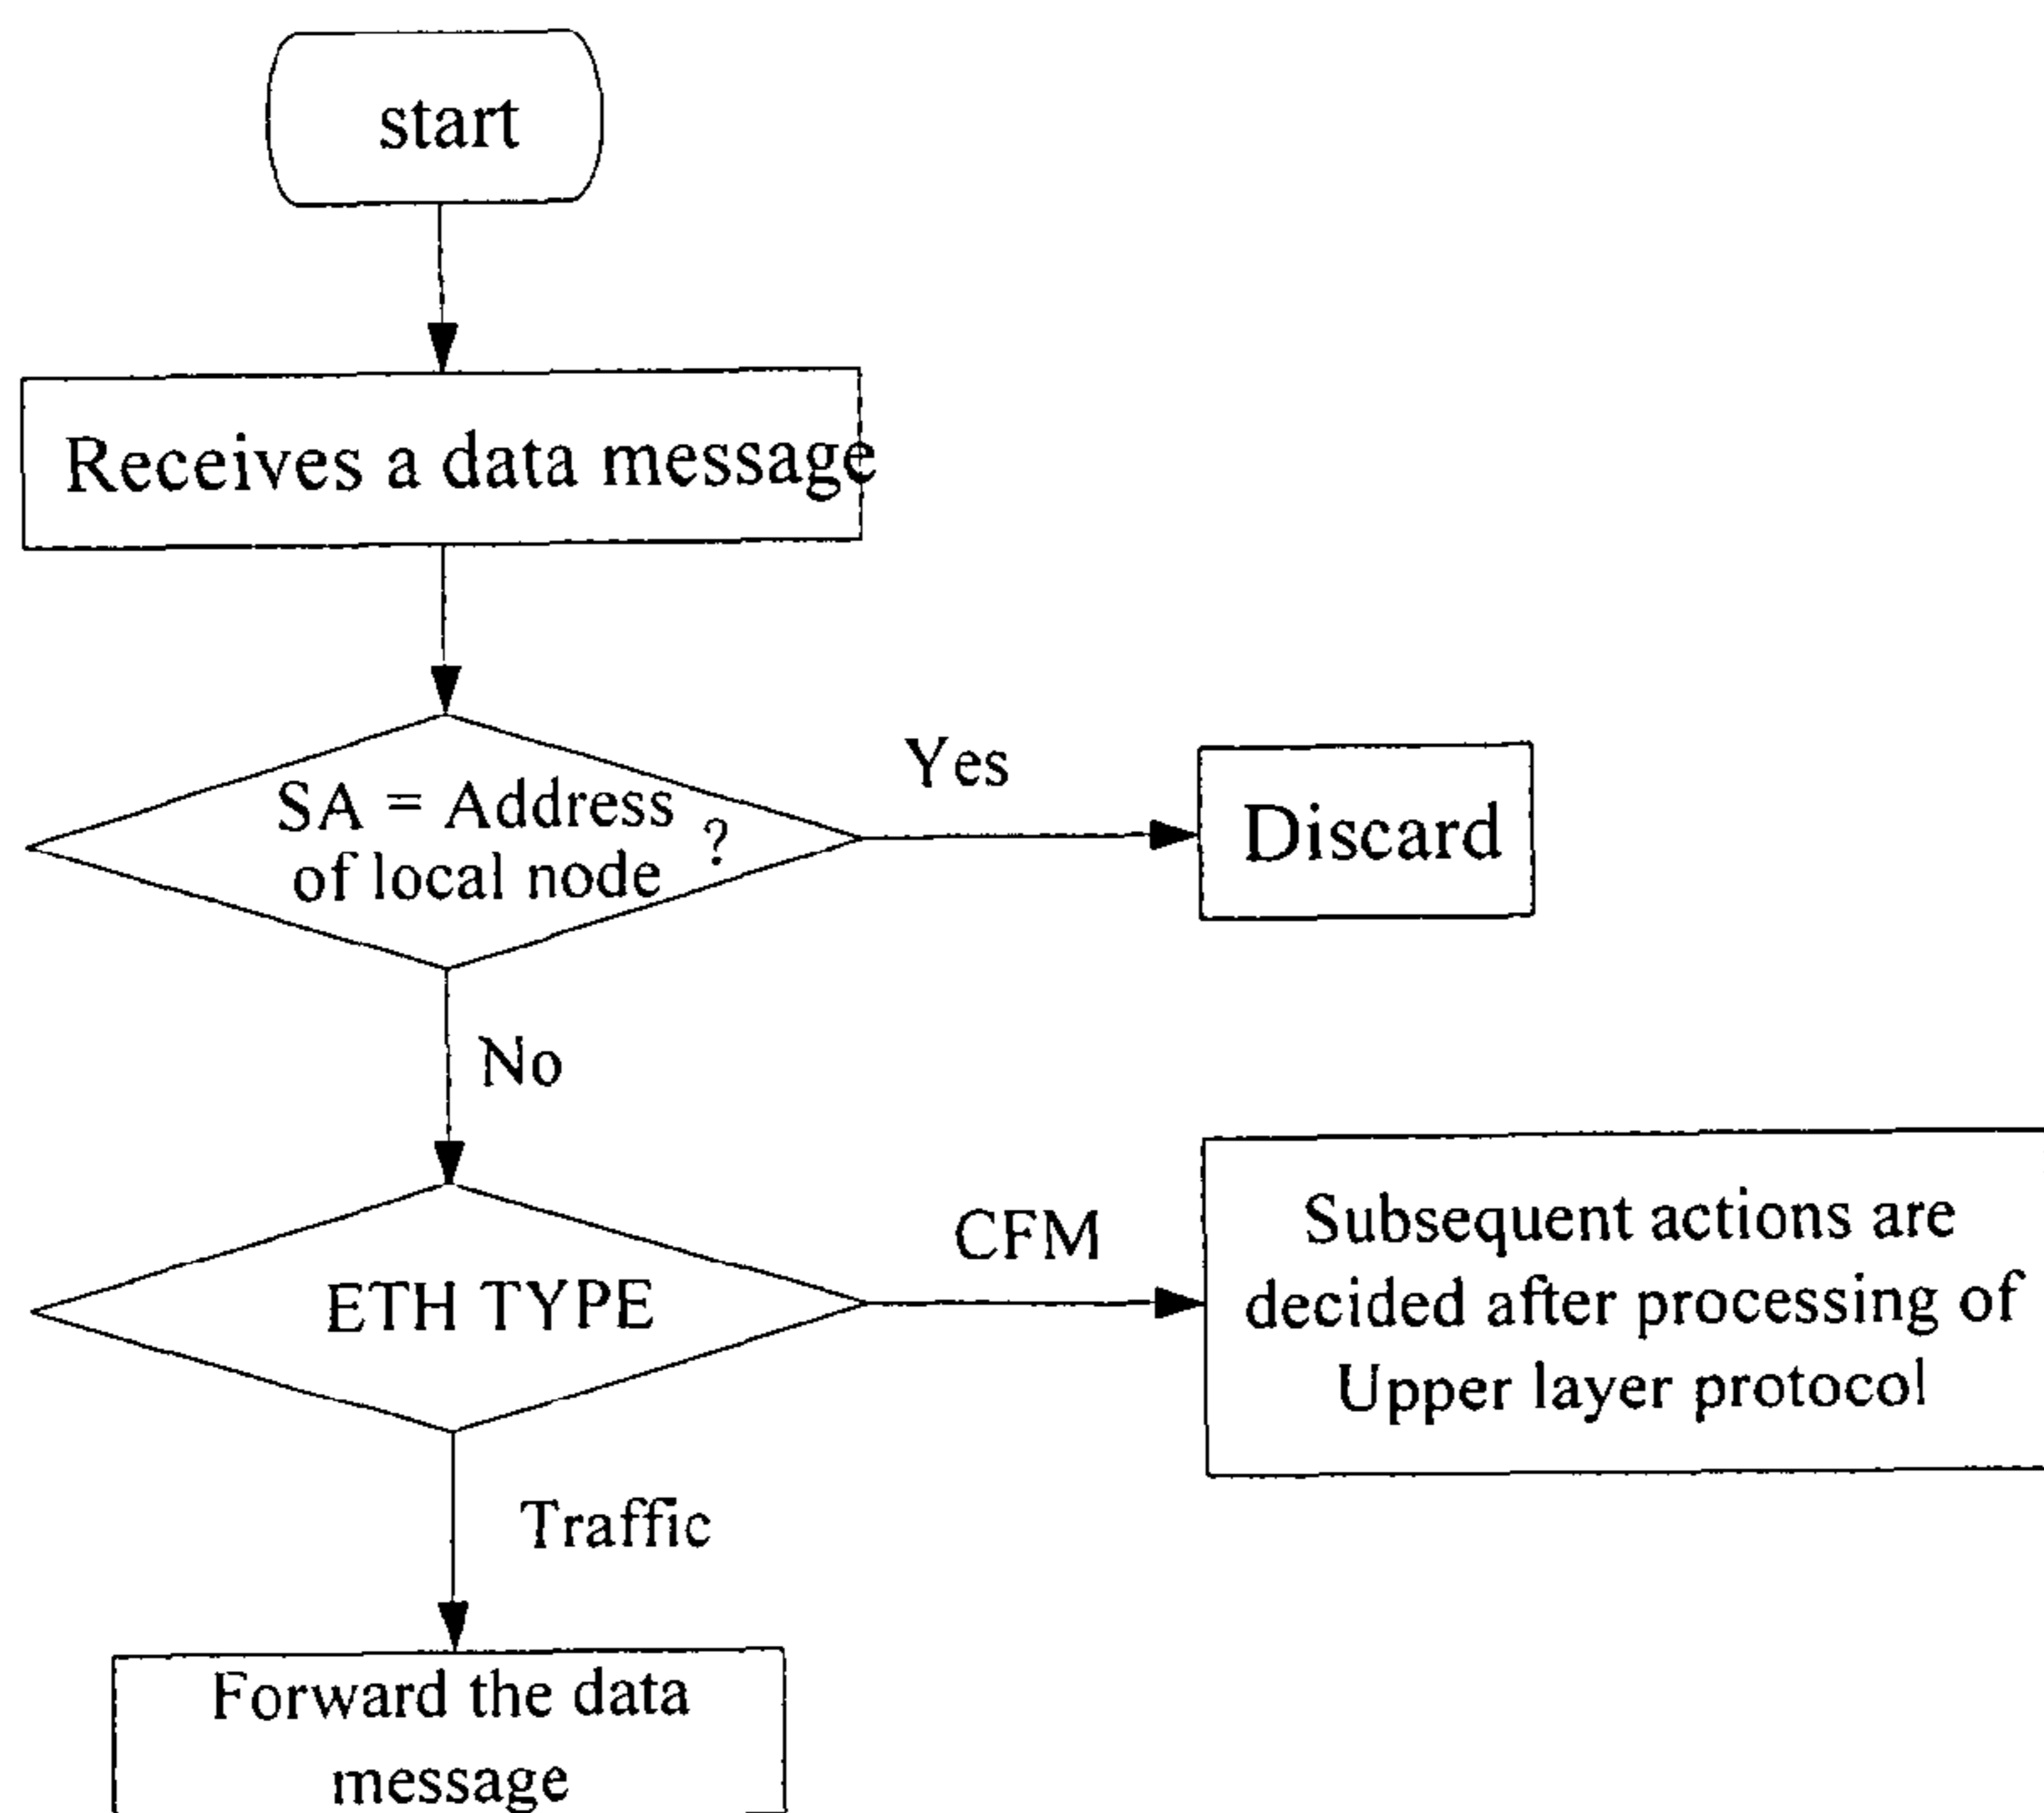 start
Receives a data message
SA = Address
of local node ?
Yes
Discard
No
ETH TYPE
CFM
Subsequent actions are
decided after processing of
Upper layer protocol
Traffic
Forward the data
message